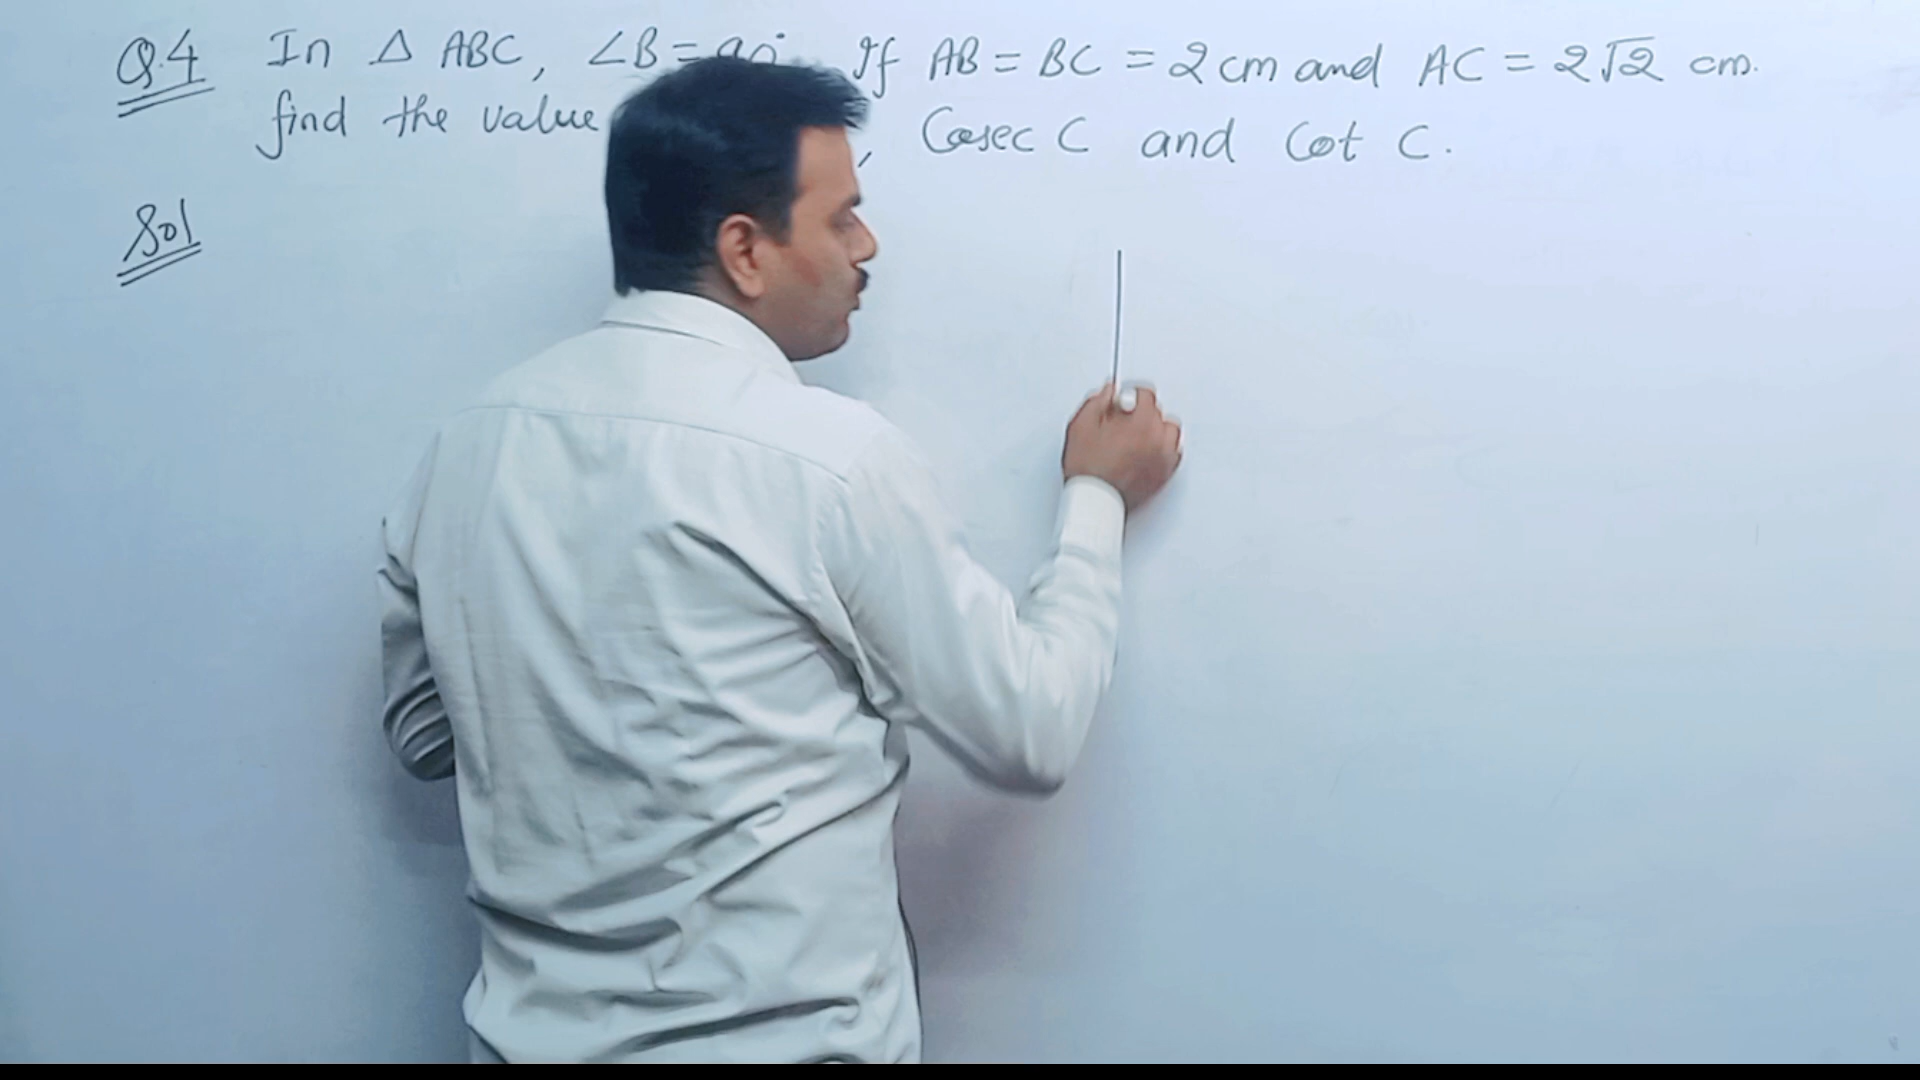 Q.4 In Δ ABC, ∠B = 90° If AB = BC = 2 cm and AC = 2√2 cm.
find the value , Cosec C and Cot C.
Sol